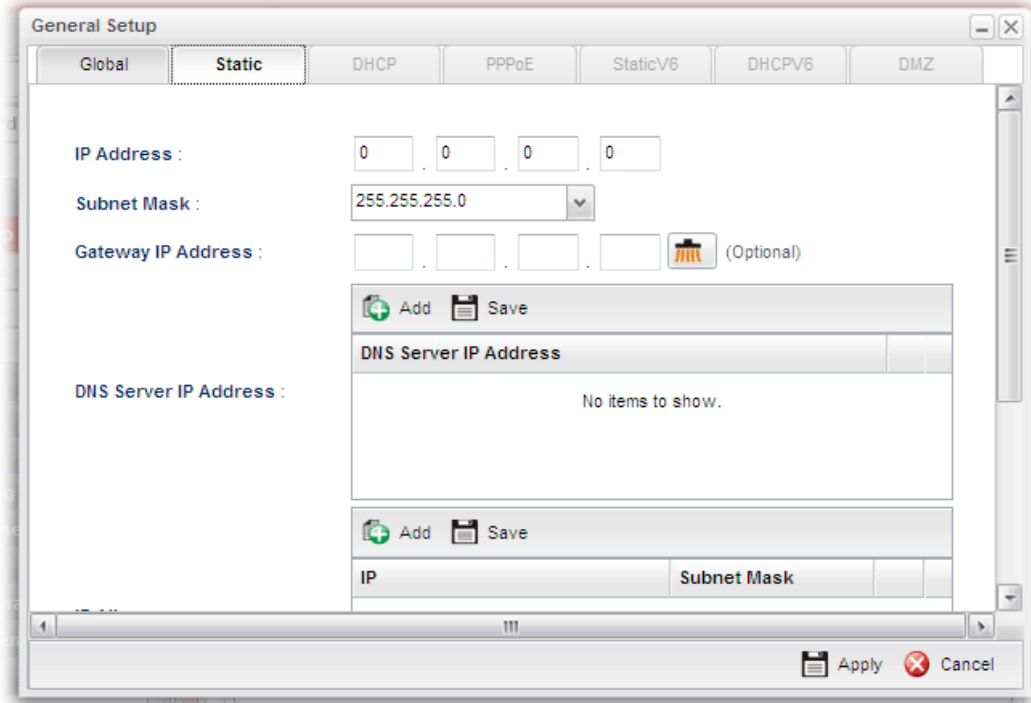 General Setup
Global Static DHCP PPPoE StaticV6 DHCPV6 DMZ
IP Address : 0 . 0 . 0 . 0
Subnet Mask : 255.255.255.0
Gateway IP Address : . . . (Optional)
Add Save
DNS Server IP Address
DNS Server IP Address :
No items to show.
Add Save
IP Subnet Mask
Apply Cancel